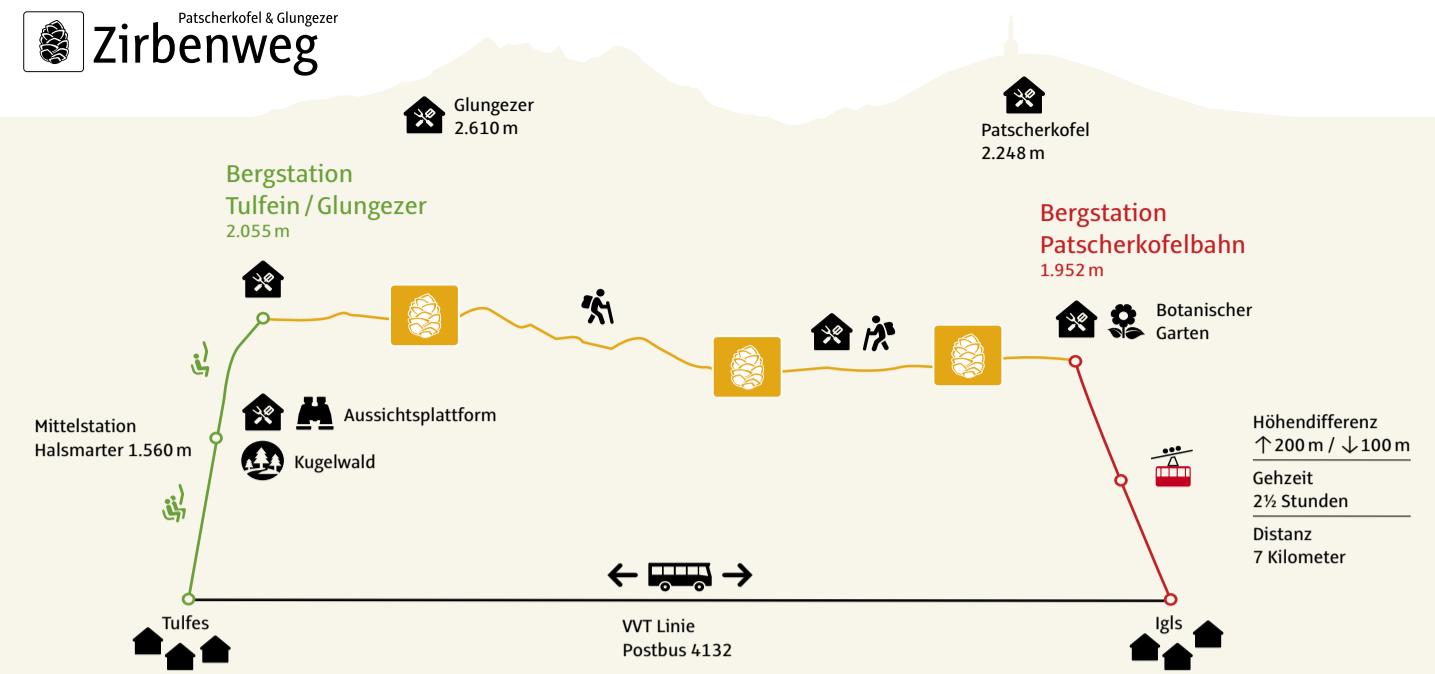 Patscherkofel & Glungezer
Zirbenweg
Glungezer
2.610 m
Patscherkofel
2.248 m
Bergstation
Tulfein / Glungezer
2.055 m
Bergstation
Patscherkofelbahn
1.952 m
Botanischer
Garten
Mittelstation
Halsmarter 1.560 m
Aussichtsplattform
Kugelwald
Höhendifferenz
↑200 m / ↓100 m
Gehzeit
2½ Stunden
Distanz
7 Kilometer
Tulfes
VVT Linie
Postbus 4132
Igls